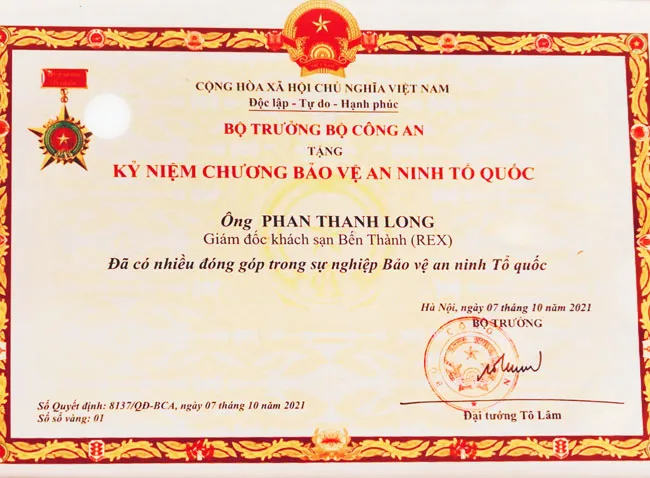 CỘNG HÒA XÃ HỘI CHỦ NGHĨA VIỆT NAM
Độc lập - Tự do - Hạnh phúc
BỘ TRƯỞNG BỘ CÔNG AN
TẶNG
KỶ NIỆM CHƯƠNG BẢO VỆ AN NINH TỔ QUỐC
Ông PHAN THANH LONG
Giám đốc khách sạn Bến Thành (REX)
Đã có nhiều đóng góp trong sự nghiệp Bảo vệ an ninh Tổ quốc
Hà Nội, ngày 07 tháng 10 năm 2021
BỘ TRƯỞNG
BỘ CÔNG AN
Đại tướng Tô Lâm
Số Quyết định: 8137/QĐ-BCA, ngày 07 tháng 10 năm 2021
Số sổ vàng: 01